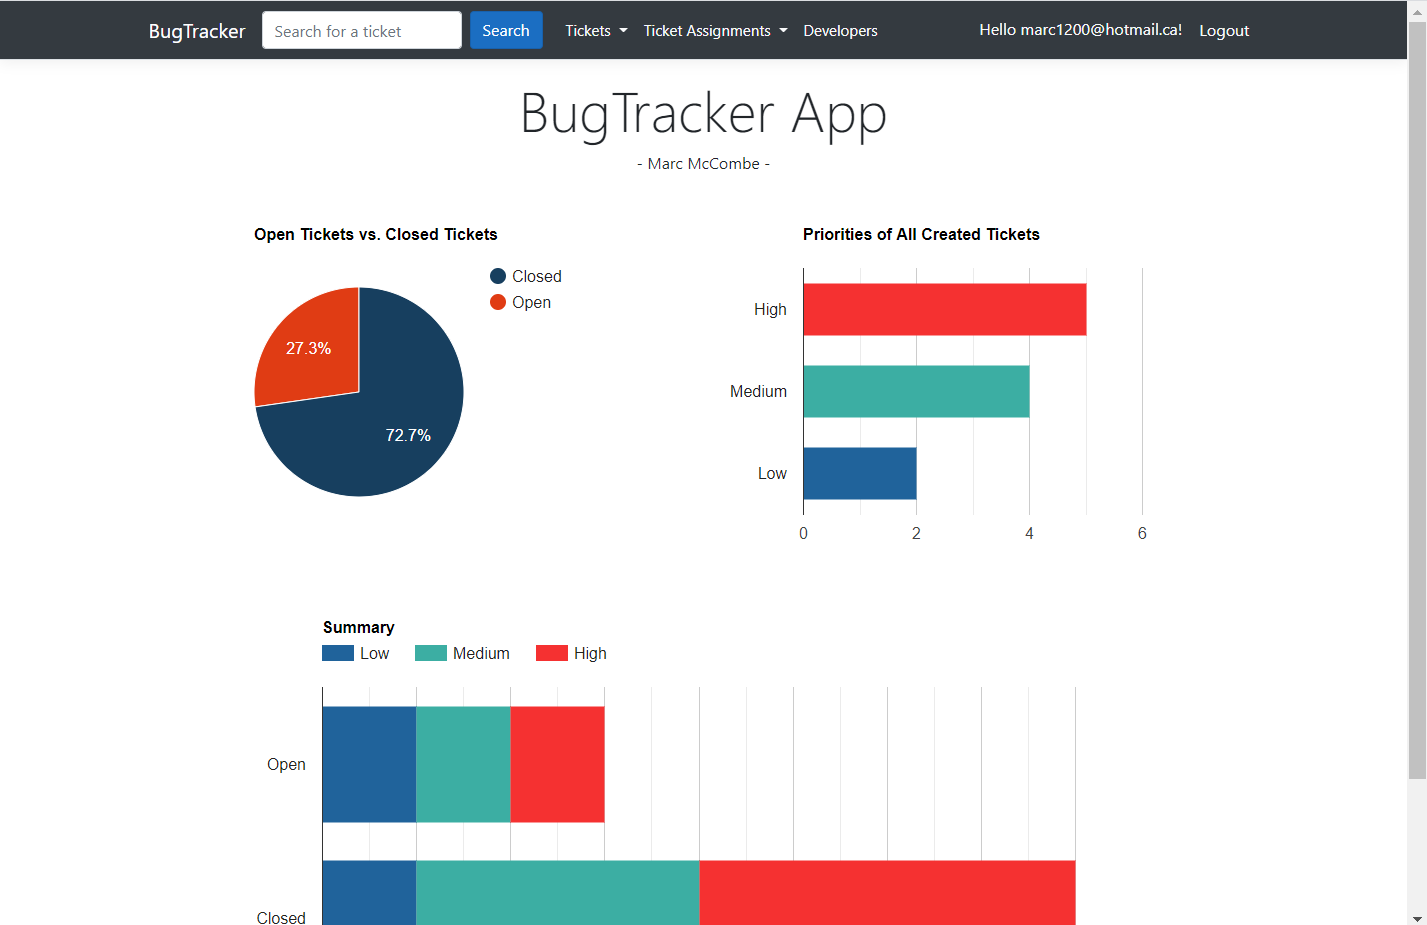 BugTracker Search for a ticket Search Tickets Ticket Assignments Developers Hello marc1200@hotmail.ca! Logout
BugTracker App
- Marc McCombe -
Open Tickets vs. Closed Tickets
Closed
Open
27.3%
72.7%
Priorities of All Created Tickets
High
Medium
Low
0 2 4 6
Summary
Low Medium High
Open
Closed